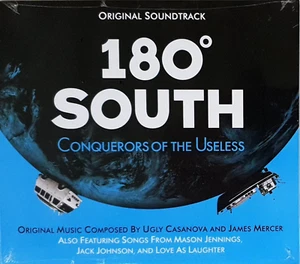 ORIGINAL SOUNDTRACK
180°
SOUTH
CONQUERORS OF THE USELESS
ORIGINAL MUSIC COMPOSED BY UGLY CASANOVA AND JAMES MERCER
ALSO FEATURING SONGS FROM MASON JENNINGS,
JACK JOHNSON, AND LOVE AS LAUGHTER